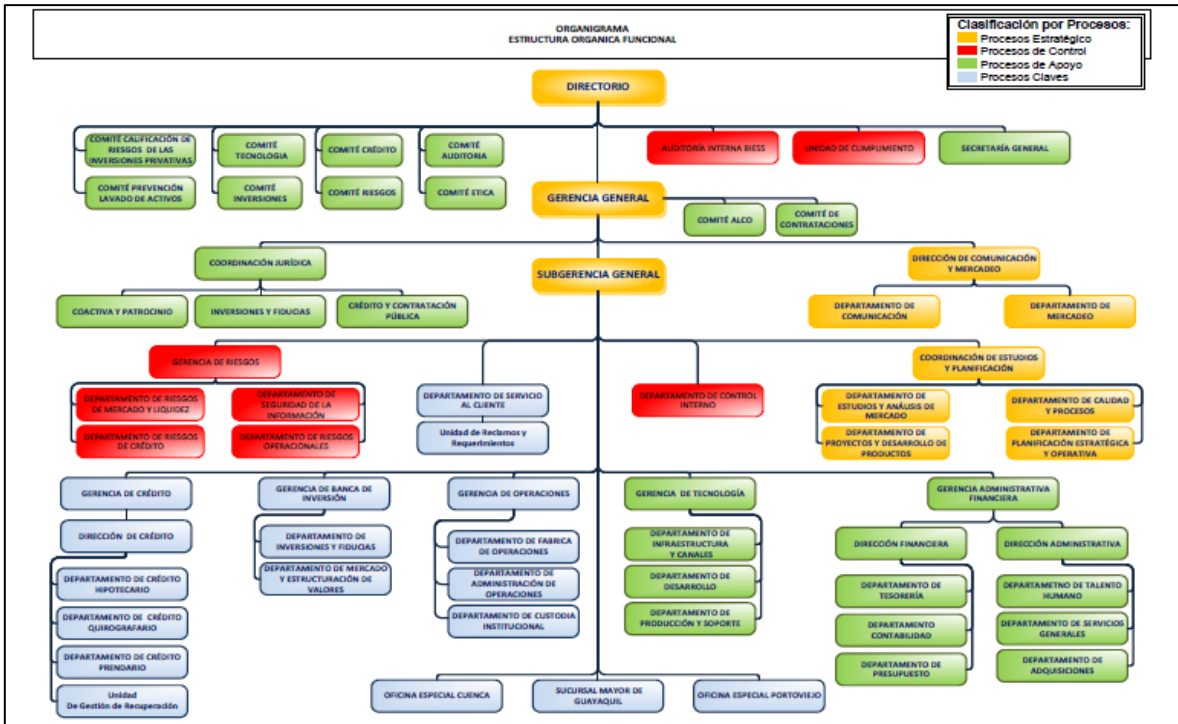 ORGANIGRAMA
ESTRUCTURA ORGANICA FUNCIONAL
Clasificación por Procesos:
Procesos Estratégico
Procesos de Control
Procesos de Apoyo
Procesos Claves
DIRECTORIO
COMITÉ CALIFICACIÓN DE
RIESGOS DE LAS
INVERSIONES PRIVATIVAS
COMITÉ
TECNOLOGIA
COMITÉ CRÉDITO
COMITÉ
AUDITORIA
AUDITORÍA INTERNA BIESS
UNIDAD DE CUMPLIMIENTO
SECRETARÍA GENERAL
COMITÉ PREVENCIÓN
LAVADO DE ACTIVOS
COMITÉ
INVERSIONES
COMITÉ RIESGOS
COMITÉ ETICA
GERENCIA GENERAL
COMITÉ ALCO
COMITÉ DE
CONTRATACIONES
COORDINACIÓN JURÍDICA
SUBGERENCIA GENERAL
DIRECCIÓN DE COMUNICACIÓN
Y MERCADEO
COACTIVA Y PATROCINIO
INVERSIONES Y FIDUCIAS
CRÉDITO Y CONTRATACIÓN
PÚBLICA
DEPARTAMENTO DE
COMUNICACIÓN
DEPARTAMENTO DE
MERCADEO
GERENCIA DE RIESGOS
COORDINACIÓN DE ESTUDIOS
Y PLANIFICACIÓN
DEPARTAMENTO DE RIESGOS
DE MERCADO Y LIQUIDEZ
DEPARTAMENTO DE
SEGURIDAD DE LA
INFORMACIÓN
DEPARTAMENTO DE SERVICIO
AL CLIENTE
DEPARTAMENTO DE CONTROL
INTERNO
DEPARTAMENTO DE
ESTUDIOS Y ANÁLISIS DE
MERCADO
DEPARTAMENTO DE CALIDAD
Y PROCESOS
DEPARTAMENTO DE RIESGOS
DE CRÉDITO
DEPARTAMENTO DE RIESGOS
OPERACIONALES
Unidad de Reclamos y
Requerimientos
DEPARTAMENTO DE
PROYECTOS Y DESARROLLO DE
PRODUCTOS
DEPARTAMENTO DE
PLANIFICACIÓN ESTRATÉGICA
Y OPERATIVA
GERENCIA DE CRÉDITO
GERENCIA DE BANCA DE
INVERSIÓN
GERENCIA DE OPERACIONES
GERENCIA DE TECNOLOGÍA
GERENCIA ADMINISTRATIVA
FINANCIERA
DIRECCIÓN DE CRÉDITO
DEPARTAMENTO DE
INVERSIONES Y FIDUCIAS
DEPARTAMENTO DE FABRICA
DE OPERACIONES
DEPARTAMENTO DE
INFRAESTRUCTURA
Y CANALES
DIRECCIÓN FINANCIERA
DIRECCIÓN ADMINISTRATIVA
DEPARTAMENTO DE CRÉDITO
HIPOTECARIO
DEPARTAMENTO DE MERCADO
Y ESTRUCTURACIÓN DE
VALORES
DEPARTAMENTO DE
ADMINISTRACIÓN DE
OPERACIONES
DEPARTAMENTO DE
DESARROLLO
DEPARTAMENTO DE
TESORERÍA
DEPARTAMETNO DE TALENTO
HUMANO
DEPARTAMENTO DE CRÉDITO
QUIROGRAFARIO
DEPARTAMENTO DE CUSTODIA
INSTITUCIONAL
DEPARTAMENTO DE
PRODUCCIÓN Y SOPORTE
DEPARTAMENTO
CONTABILIDAD
DEPARTAMENTO DE SERVICIOS
GENERALES
DEPARTAMENTO DE CRÉDITO
PRENDARIO
DEPARTAMENTO DE
PRESUPUESTO
DEPARTAMENTO DE
ADQUISICIONES
Unidad
De Gestión de Recuperación
OFICINA ESPECIAL CUENCA
SUCURSAL MAYOR DE
GUAYAQUIL
OFICINA ESPECIAL PORTOVIEJO